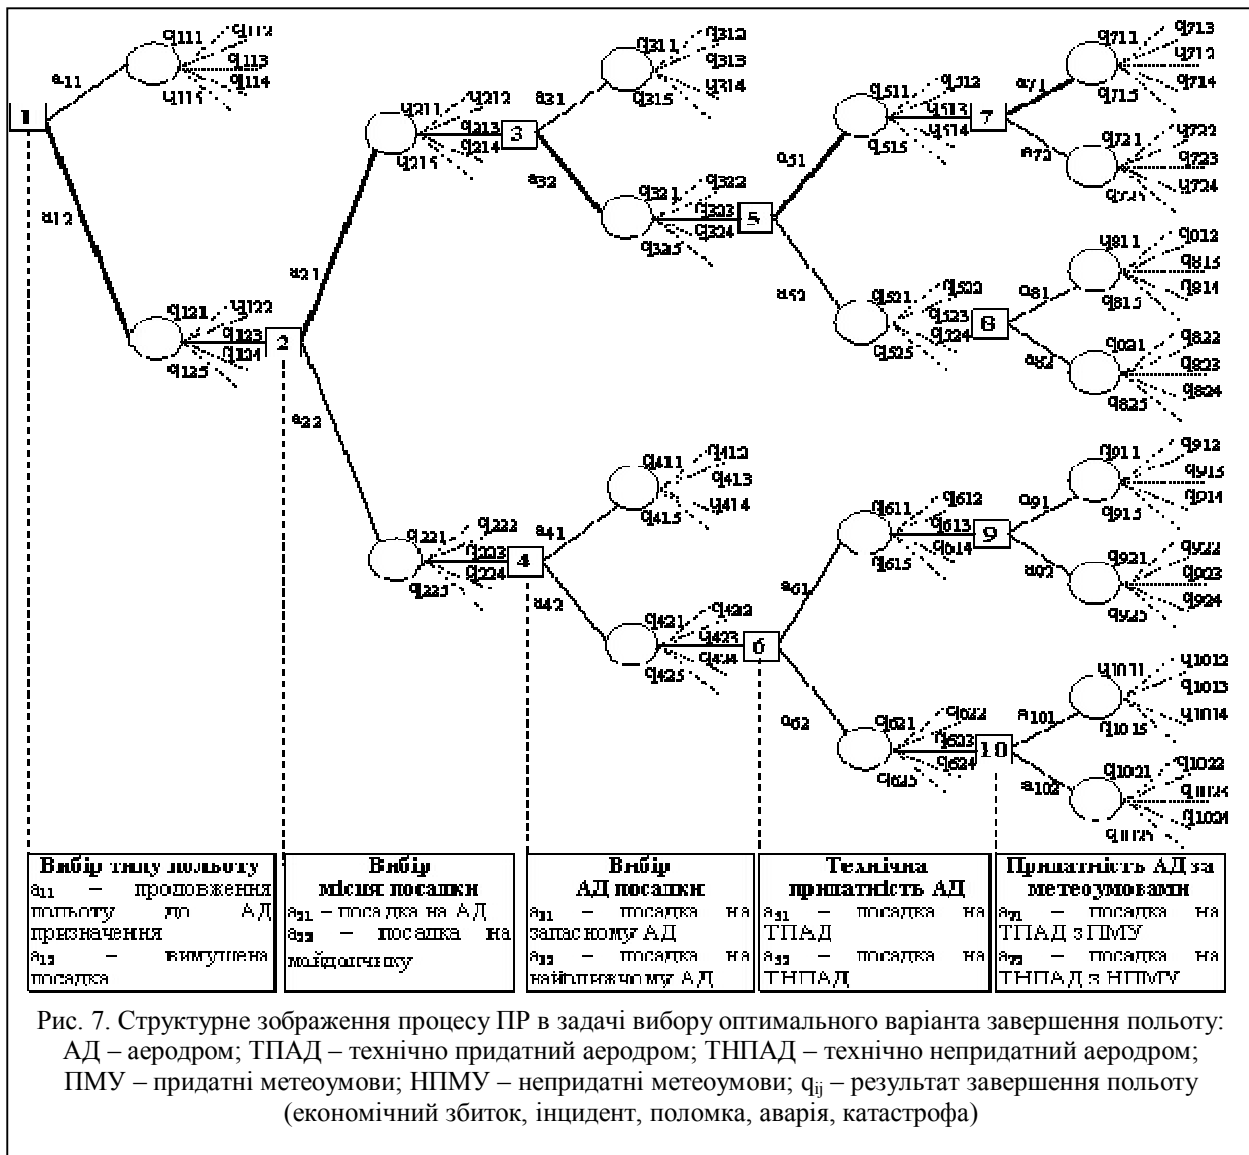 q111
q112
q113
q114
q115
a11
1
a12
q121
q122
q123
q124
q125
2
a21
a22
q211
q212
q213
q214
q215
3
a31
a32
q311
q312
q313
q314
q315
q321
q322
q323
q324
q325
5
a51
a52
q511
q512
q513
q514
q515
7
a71
a72
q711
q713
q712
q714
q715
q721
q722
q723
q724
q725
q521
q522
q523
q524
q525
8
a81
a82
q811
q812
q813
q814
q815
q821
q822
q823
q824
q825
q221
q222
q223
q224
q225
4
a41
a42
q411
q412
q413
q414
q415
q421
q422
q423
q424
q425
6
a61
a62
q611
q612
q613
q614
q615
9
a91
a92
q911
q912
q913
q914
q915
q921
q922
q923
q924
q925
q621
q622
q623
q624
q625
10
a101
a102
q1011
q1012
q1013
q1014
q1015
q1021
q1022
q1023
q1024
q1025
Вибір типу польоту
a11 – продовження
польоту до АД
призначення
a12 – вимушена
посадка
Вибір
місця посадки
a21 – посадка на АД
a22 – посадка на
майданчику
Вибір
АД посадки
a31 – посадка на
запасному АД
a32 – посадка на
найближчому АД
Технічна
придатність АД
a51 – посадка на
ТПАД
a52 – посадка на
ТНПАД
Придатність АД за
метеоумовами
a71 – посадка на
ТПАД з ПМУ
a72 – посадка на
ТНПАД з НПМУ
Рис. 7. Структурне зображення процесу ПР в задачі вибору оптимального варіанта завершення польоту:
АД – аеродром; ТПАД – технічно придатний аеродром; ТНПАД – технічно непридатний аеродром;
ПМУ – придатні метеоумови; НПМУ – непридатні метеоумови; qij – результат завершення польоту
(економічний збиток, інцидент, поломка, аварія, катастрофа)